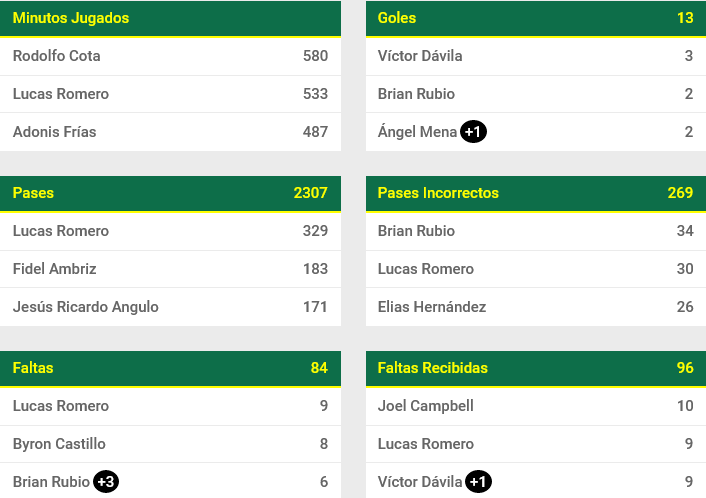 Minutos Jugados
Rodolfo Cota 580
Lucas Romero 533
Adonis Frías 487
Goles 13
Víctor Dávila 3
Brian Rubio 2
Ángel Mena +1 2
Pases 2307
Lucas Romero 329
Fidel Ambriz 183
Jesús Ricardo Angulo 171
Pases Incorrectos 269
Brian Rubio 34
Lucas Romero 30
Elias Hernández 26
Faltas 84
Lucas Romero 9
Byron Castillo 8
Brian Rubio +3 6
Faltas Recibidas 96
Joel Campbell 10
Lucas Romero 9
Víctor Dávila +1 9